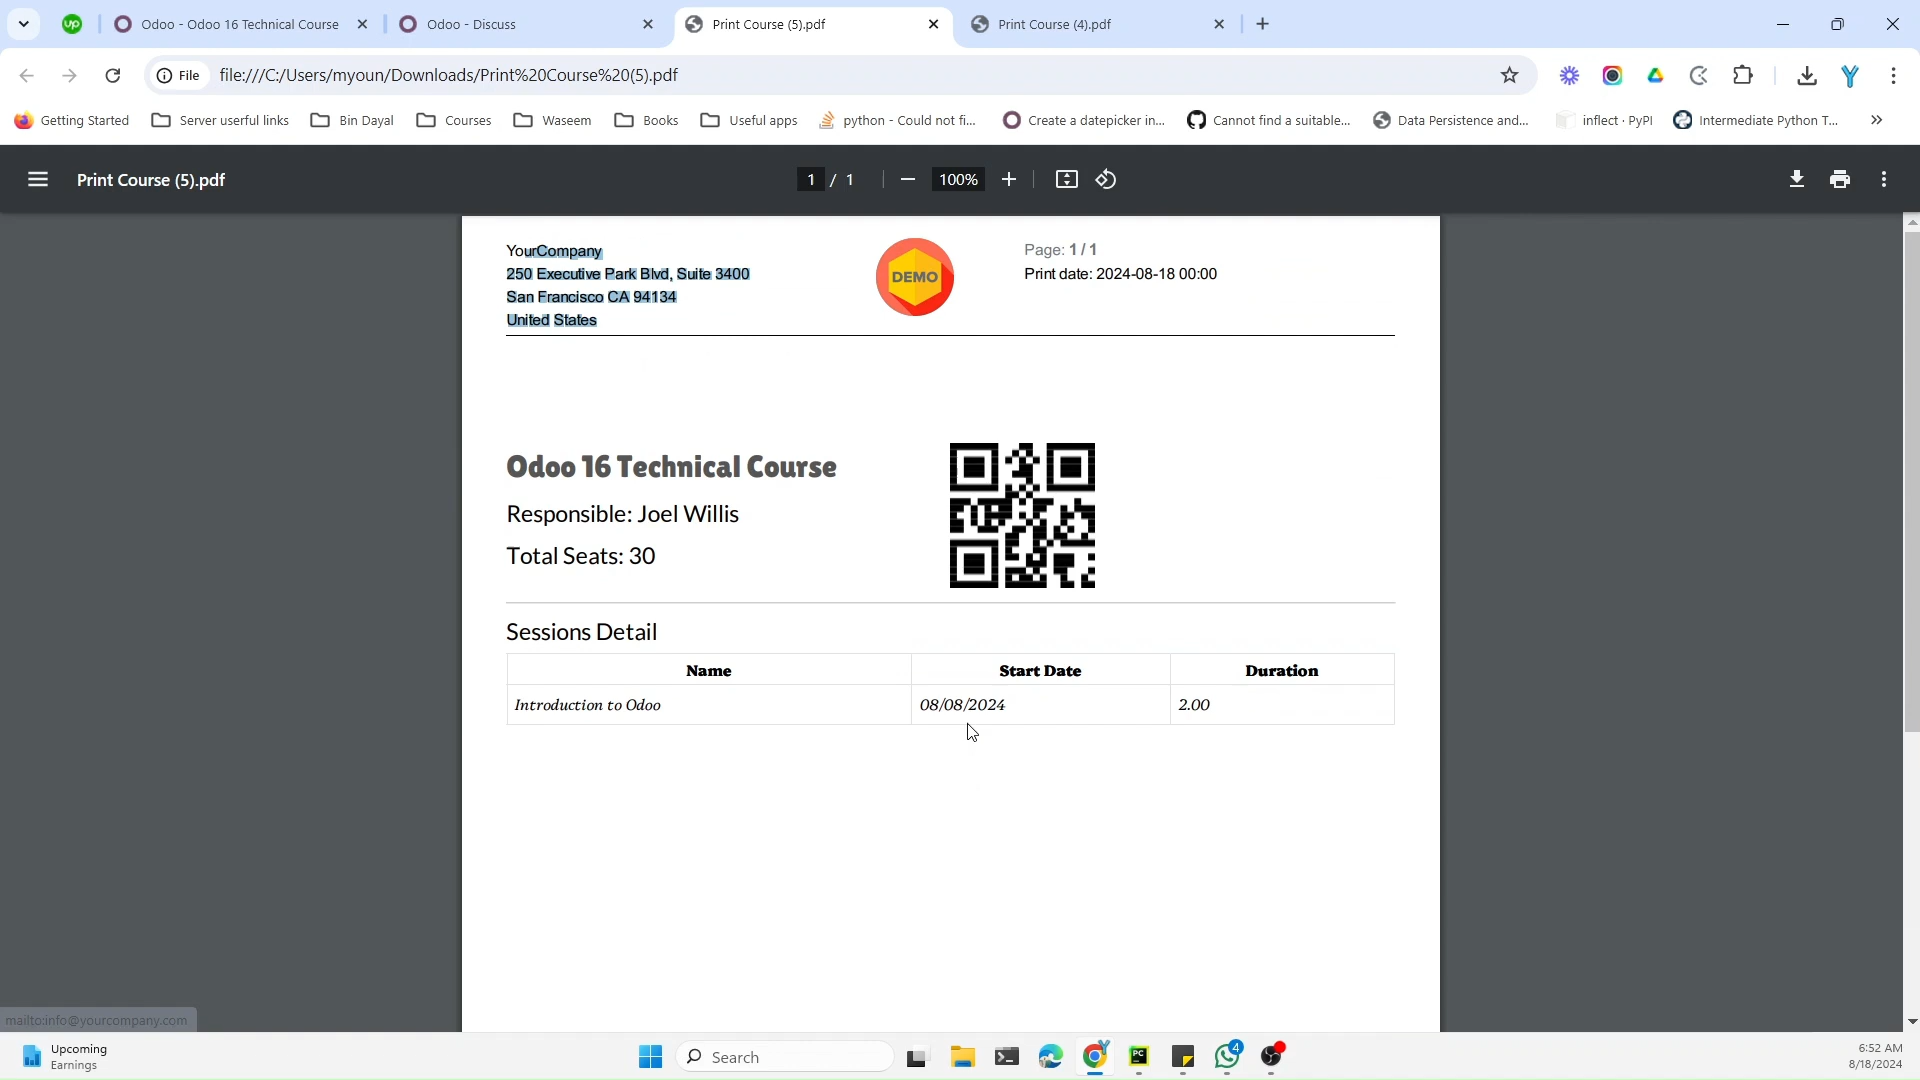 Odoo - Odoo 16 Technical Course
Odoo - Discuss
Print Course (5).pdf
Print Course (4).pdf
File
file:///C:/Users/myoun/Downloads/Print%20Course%20(5).pdf
Getting Started
Server userful links
Bin Dayal
Courses
Waseem
Books
Useful apps
python - Could not fi...
Create a datepicker in...
Cannot find a suitable...
Data Persistence and...
inflect · PyPI
Intermediate Python T...
Print Course (5).pdf
1 / 1
100%
YourCompany
250 Executive Park Blvd, Suite 3400
San Francisco CA 94134
United States
DEMO
Page: 1 / 1
Print date: 2024-08-18 00:00
Odoo 16 Technical Course
Responsible: Joel Willis
Total Seats: 30
Sessions Detail
Name Start Date Duration
Introduction to Odoo 08/08/2024 2.00
mailto:info@yourcompany.com
Upcoming
Earnings
Search
PC
4
6:52 AM
8/18/2024